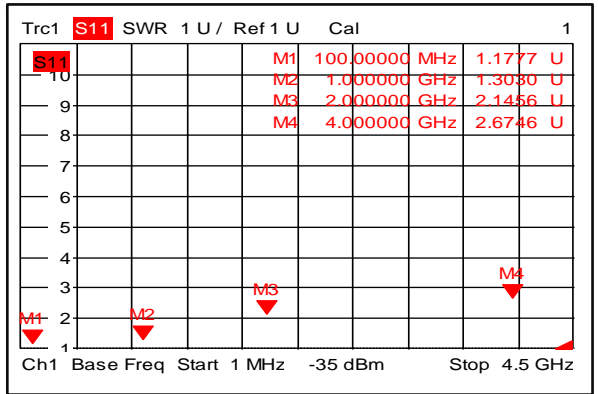 Trc1 S11 SWR 1 U / Ref 1 U Cal 1
S11
M1 100.00000 MHz 1.1777 U
M2 1.000000 GHz 1.3030 U
M3 2.000000 GHz 2.1456 U
M4 4.000000 GHz 2.6746 U
10
9
8
7
6
5
4
3
2
1
M1
M2
M3
M4
Ch1 Base Freq Start 1 MHz -35 dBm Stop 4.5 GHz